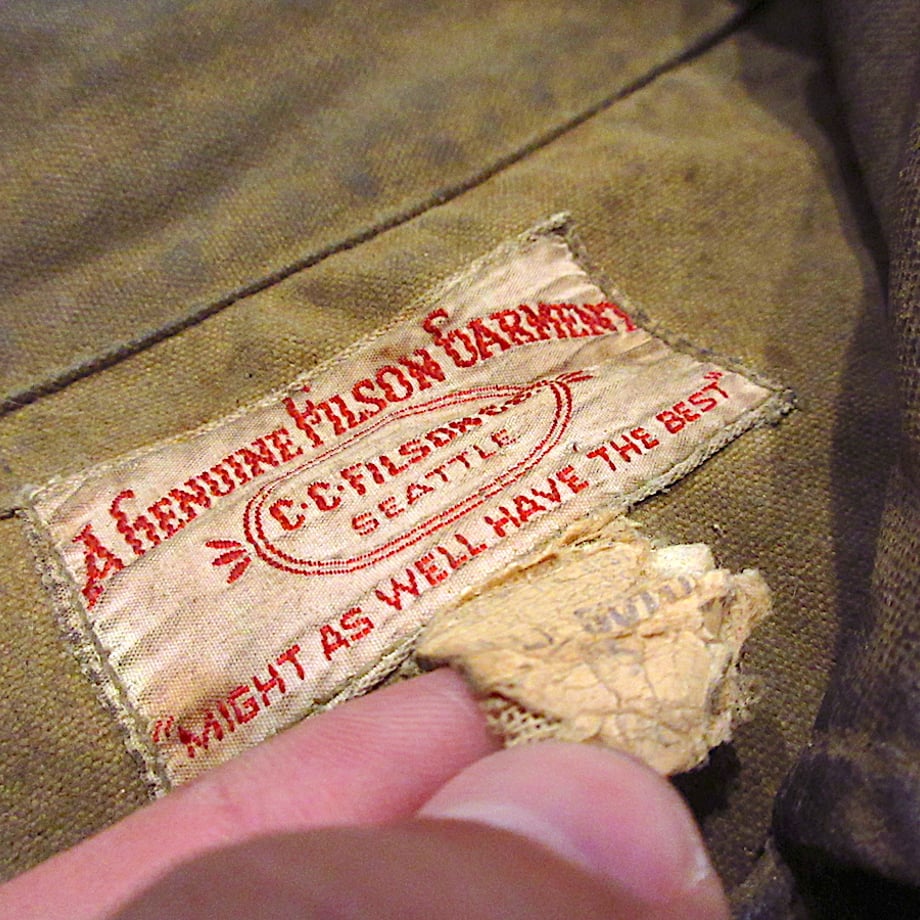 A GENUINE FILSON GARMENT
C.C. FILSON CO.
SEATTLE
"MIGHT AS WELL HAVE THE BEST"